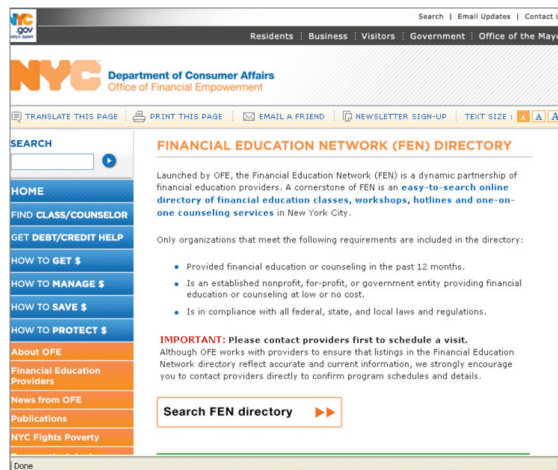 Search | Email Updates | Contact
NYC
.gov
always open
Residents Business Visitors Government Office of the
NYC
Department of Consumer Affairs
Office of Financial Empowerment
TRANSLATE THIS PAGE PRINT THIS PAGE EMAIL A FRIEND NEWSLETTER SIGN-UP TEXT SIZE : A A A
SEARCH
HOME
FIND CLASS/COUNSELOR
GET DEBT/CREDIT HELP
HOW TO GET $
HOW TO MANAGE $
HOW TO SAVE $
HOW TO PROTECT $
About OFE
Financial Education
Providers
News from OFE
Publications
NYC Fights Poverty
FINANCIAL EDUCATION NETWORK (FEN) DIRECTORY
Launched by OFE, the Financial Education Network (FEN) is a dynamic partnership of
financial education providers. A cornerstone of FEN is an easy-to-search online
directory of financial education classes, workshops, hotlines and one-on-
one counseling services in New York City.
Only organizations that meet the following requirements are included in the directory:
• Provided financial education or counseling in the past 12 months.
• Is an established nonprofit, for-profit, or government entity providing financial
education or counseling at low or no cost.
• Is in compliance with all federal, state, and local laws and regulations.
IMPORTANT: Please contact providers first to schedule a visit.
Although OFE works with providers to ensure that listings in the Financial Education
Network directory reflect accurate and current information, we strongly encourage
you to contact providers directly to confirm program schedules and details.
Search FEN directory
Done